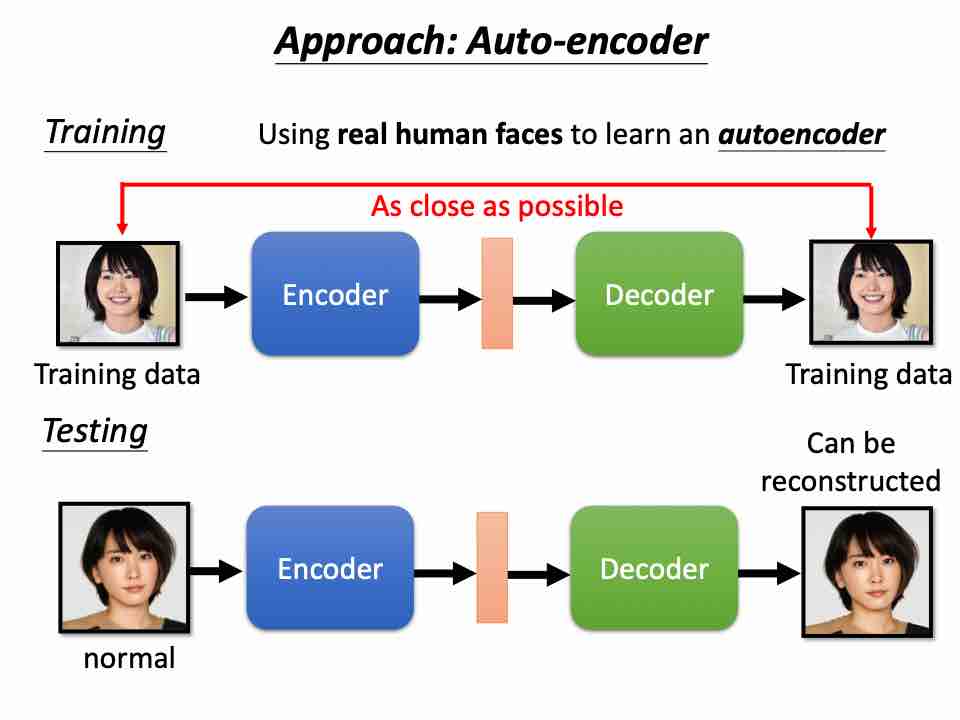 Approach: Auto-encoder
Training
Using real human faces to learn an autoencoder
As close as possible
Encoder
Decoder
Training data
Training data
Testing
Can be
reconstructed
Encoder
Decoder
normal